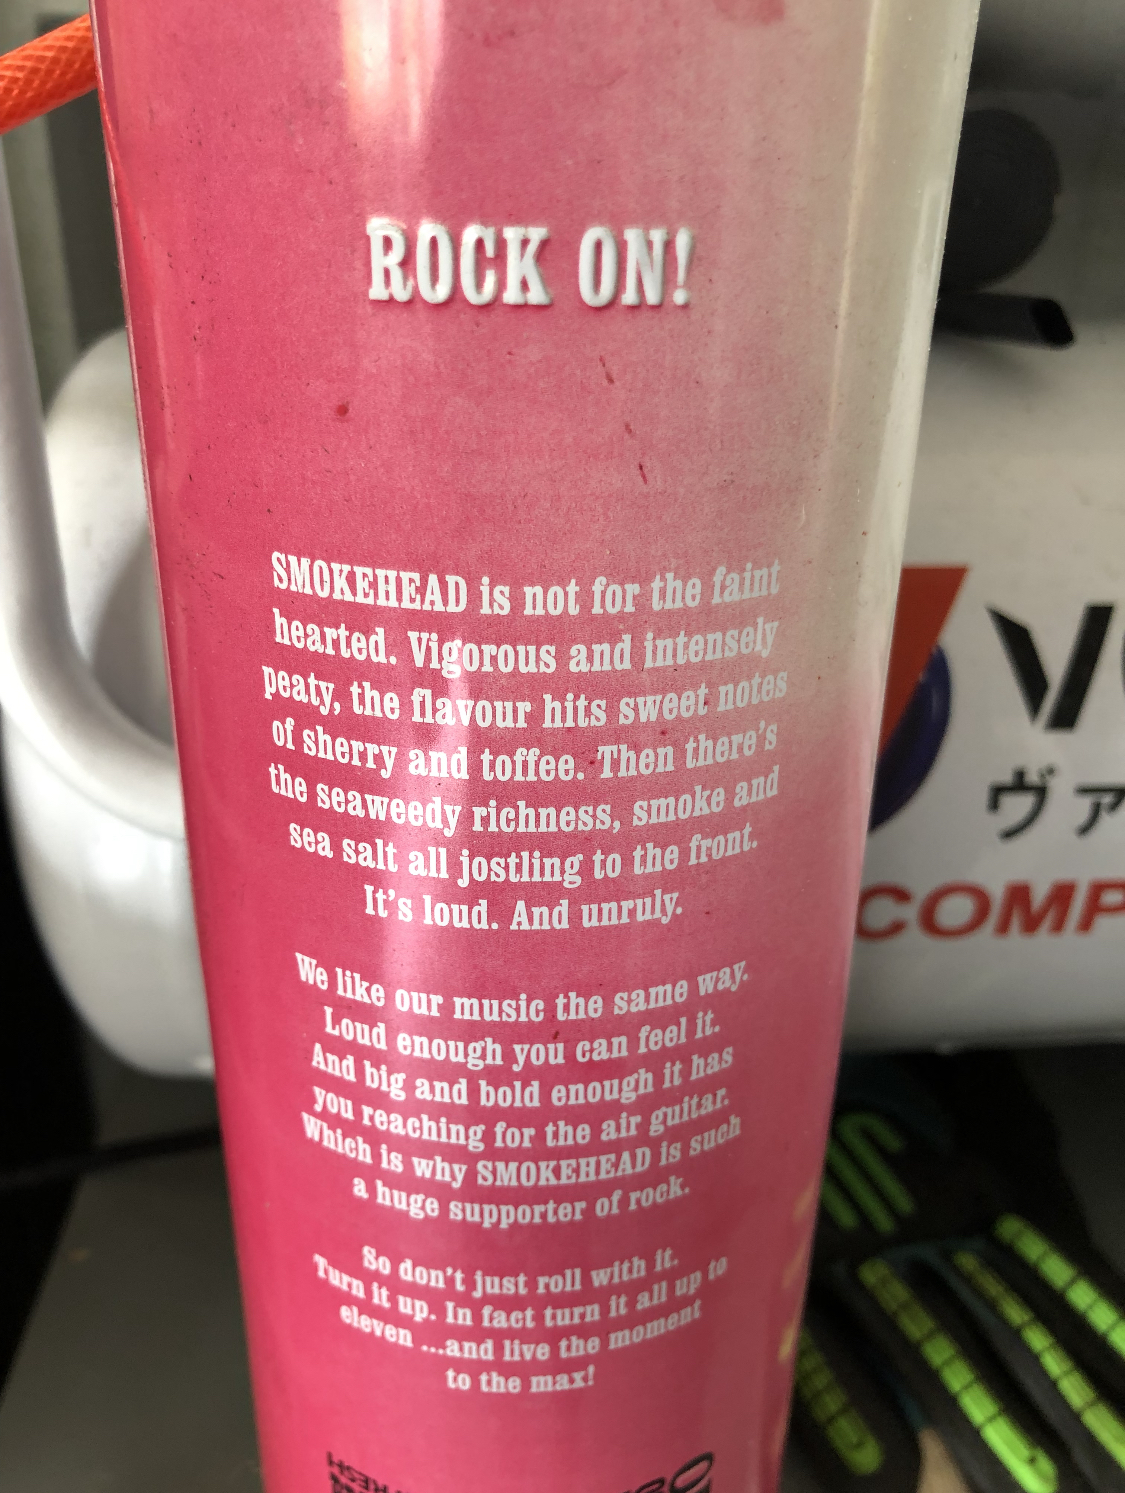 ROCK ON!
SMOKEHEAD is not for the faint
hearted. Vigorous and intensely
peaty, the flavour hits sweet notes
of sherry and toffee. Then there's
the seaweedy richness, smoke and
sea salt all jostling to the front.
It's loud. And unruly.
We like our music the same way.
Loud enough you can feel it.
And big and bold enough it has
you reaching for the air guitar.
Which is why SMOKEHEAD is such
a huge supporter of rock.
So don't just roll with it.
Turn it up. In fact turn it all up to
eleven ...and live the moment
to the max!
ヴァ
COMP